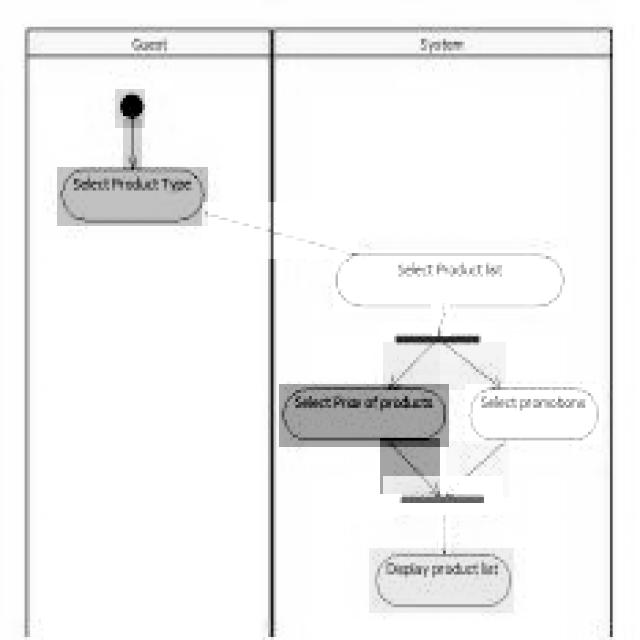 Guest
System
Select Product Type
Select Product list
Select Price of products
Select promotions
Display product list